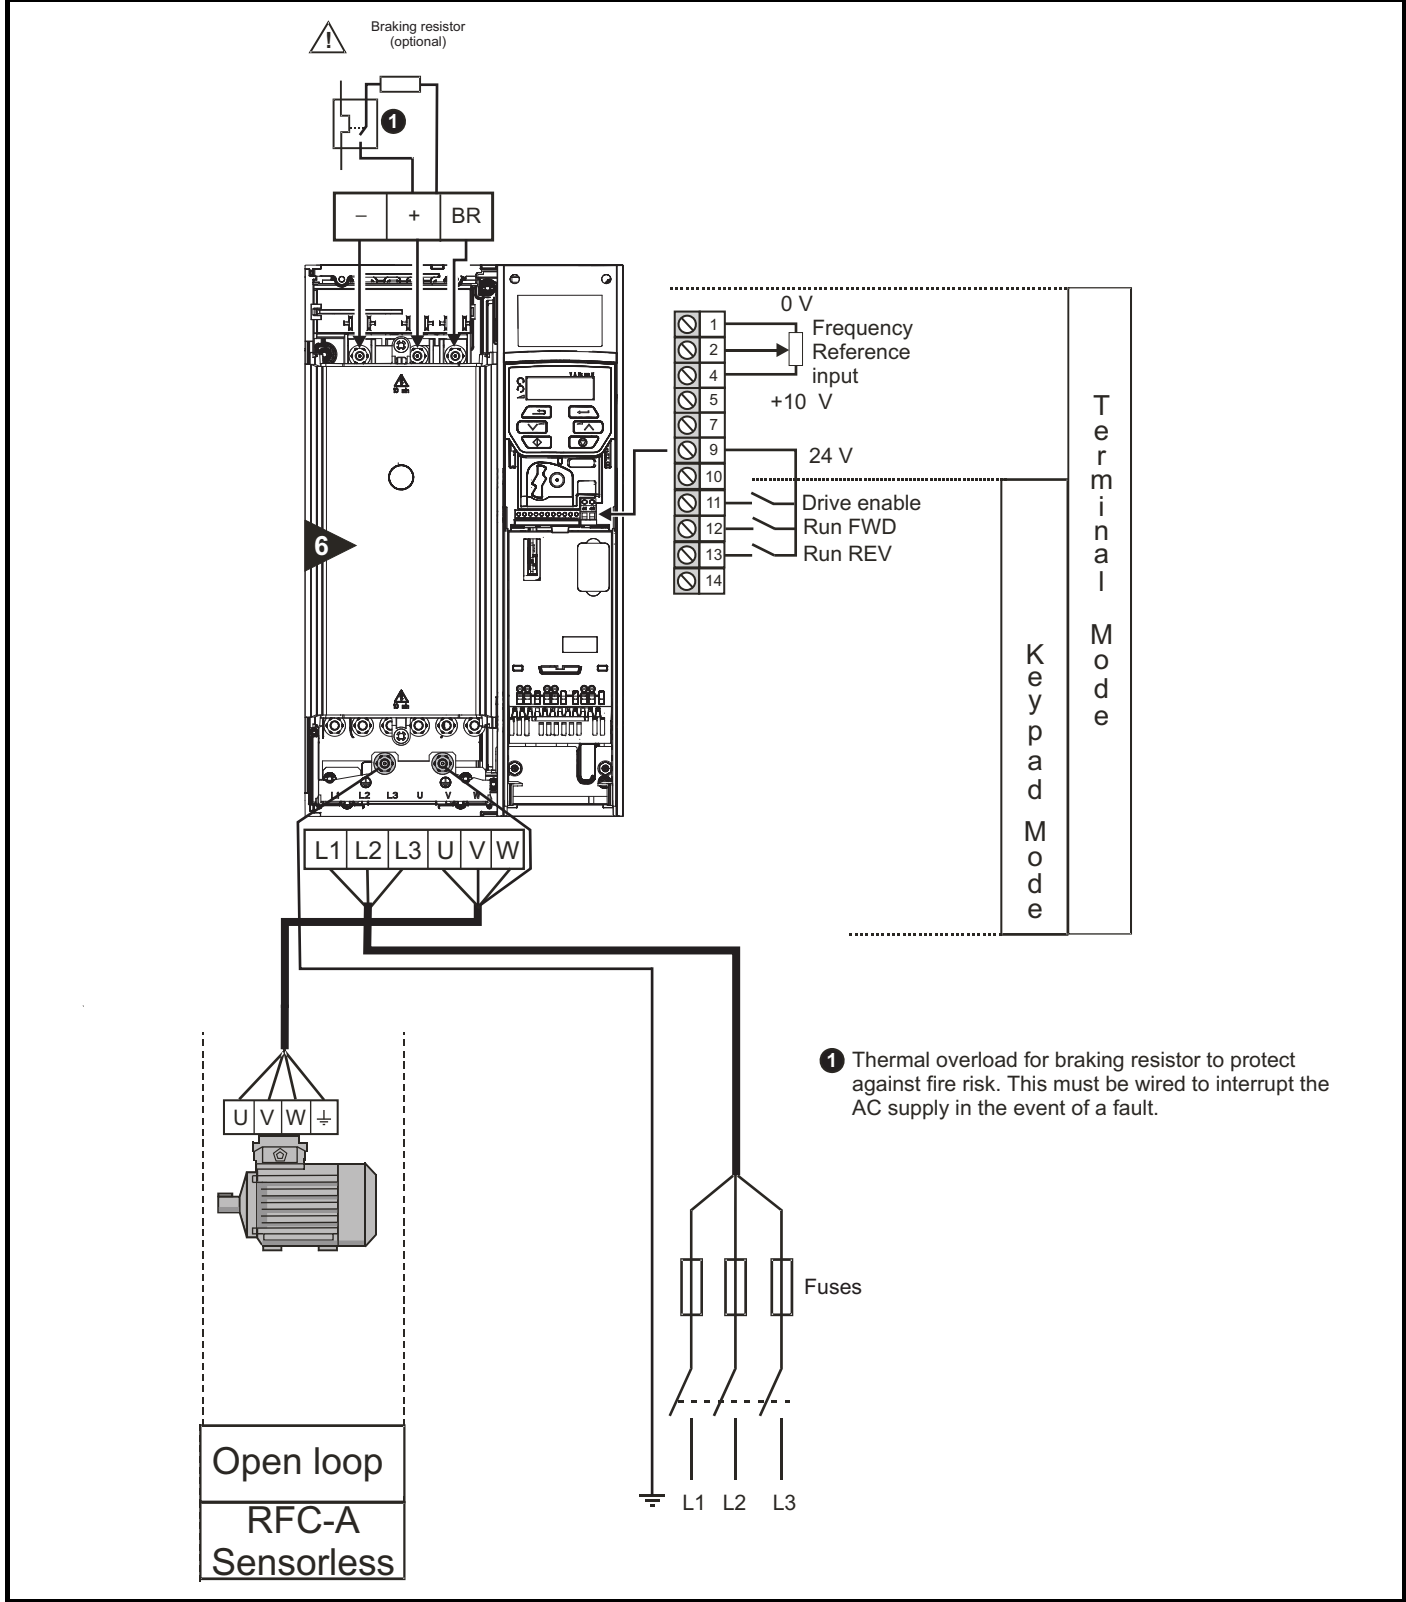 Braking resistor
(optional)
1
– + BR
0 V
1
Frequency
2
Reference
4
input
5
+10 V
7
9
24 V
10
11
Drive enable
12
Run FWD
13
Run REV
14
Terminal Mode
Keypad Mode
6
L1 L2 L3 U V W
L1 L2 L3 U V W
U V W
1 Thermal overload for braking resistor to protect
against fire risk. This must be wired to interrupt the
AC supply in the event of a fault.
Fuses
L1 L2 L3
Open loop
RFC-A
Sensorless